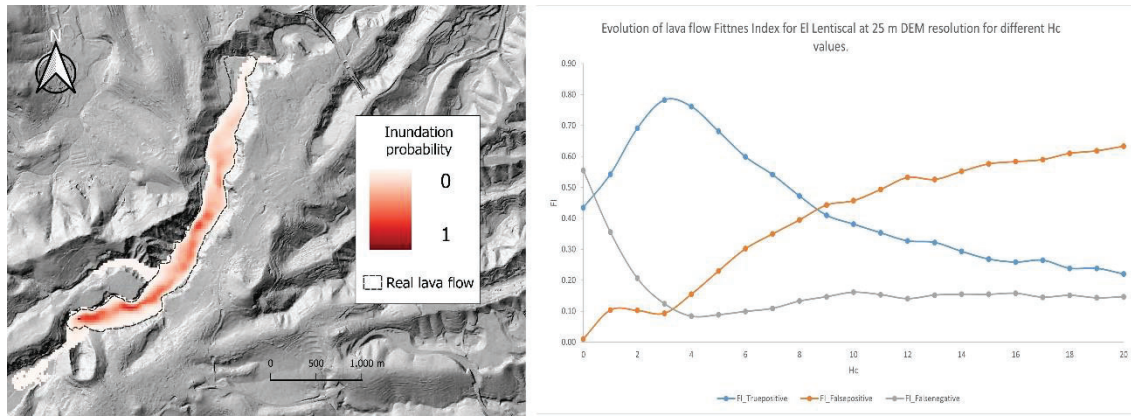 N
Inundation
probability
0
1
Real lava flow
0 500 1,000 m
Evolution of lava flow Fittnes Index for El Lentiscal at 25 m DEM resolution for different Hc
values.
0.90
0.80
0.70
0.60
0.50
0.40
0.30
0.20
0.10
0.00
FI
0 2 4 6 8 10 12 14 16 18 20
Hc
FI_Truepositive FI_Falsepositive FI_Falsenegative